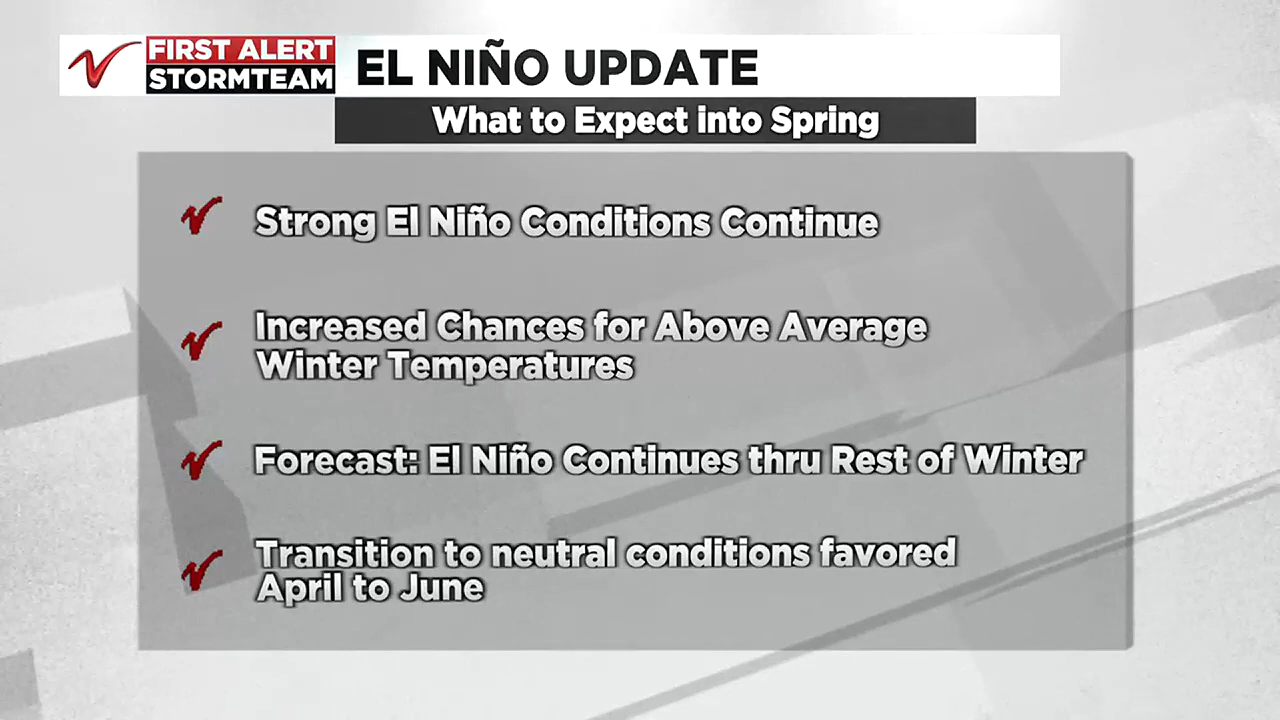 FIRST ALERT
STORMTEAM
EL NIÑO UPDATE
What to Expect into Spring
Strong El Niño Conditions Continue
Increased Chances for Above Average
Winter Temperatures
Forecast: El Niño Continues thru Rest of Winter
Transition to neutral conditions favored
April to June